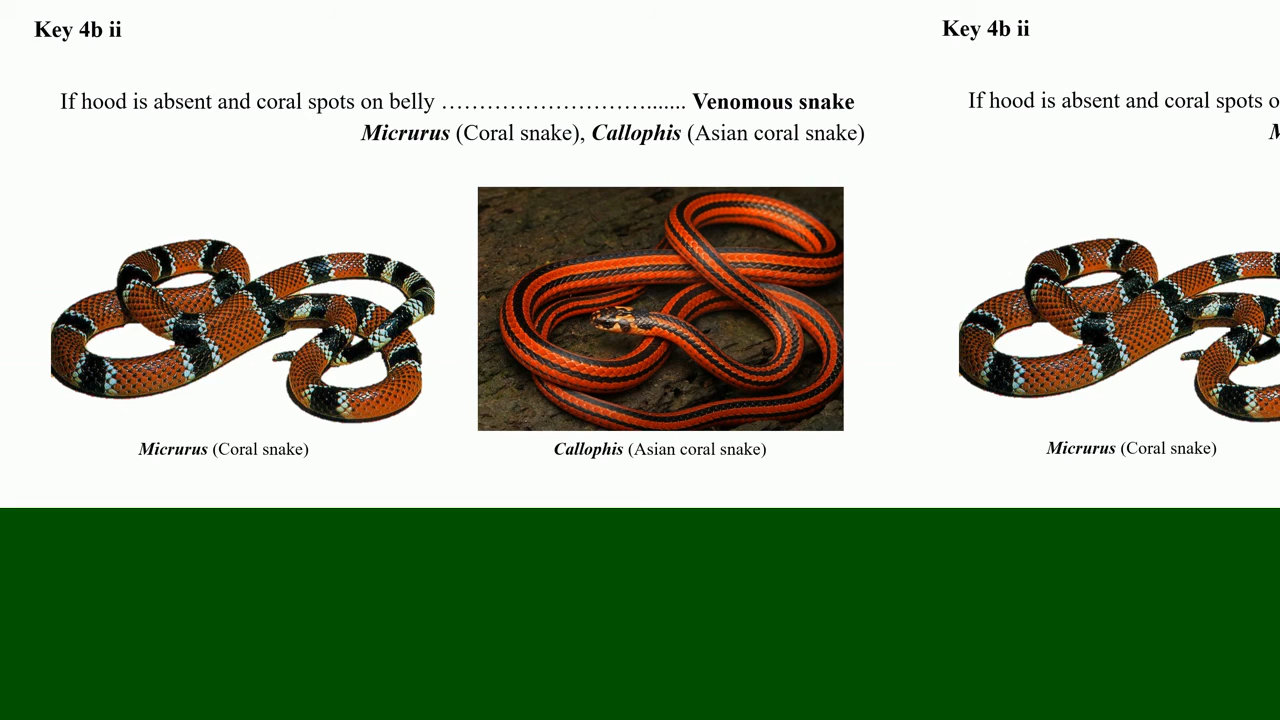 Key 4b ii
If hood is absent and coral spots on belly ………………………....... Venomous snake
Micrurus (Coral snake), Callophis (Asian coral snake)
Micrurus (Coral snake)
Callophis (Asian coral snake)
Key 4b ii
If hood is absent and coral spots o
M
Micrurus (Coral snake)